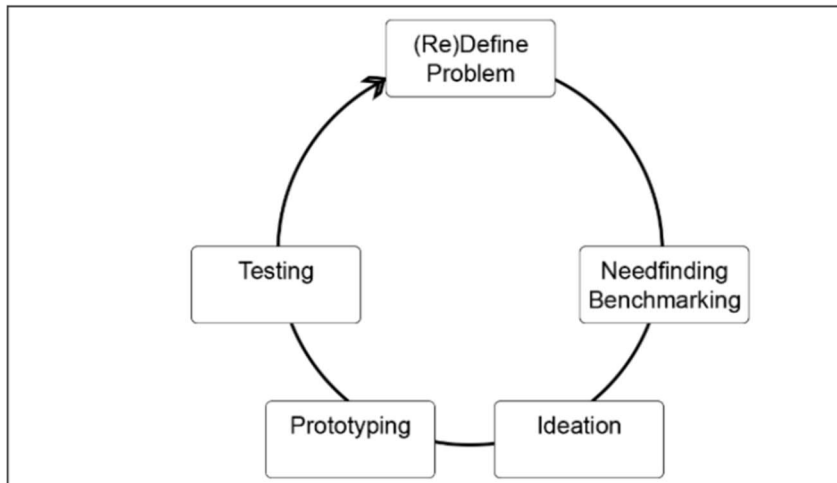 (Re)Define
Problem
Needfinding
Benchmarking
Ideation
Prototyping
Testing